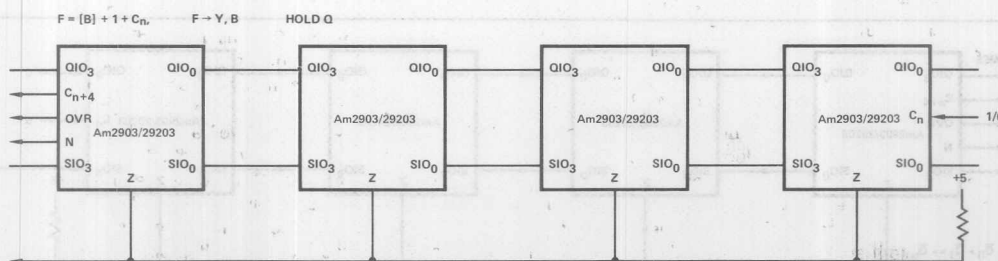 F = [B] + 1 + Cn, F → Y, B HOLD Q
QIO3 QIO0 QIO3 QIO0 QIO3 QIO0 QIO3 QIO0
Cn+4
OVR
Am2903/29203 Am2903/29203 Am2903/29203 Am2903/29203 Cn
N
SIO3 SIO0 SIO3 SIO0 SIO3 SIO0 SIO3 SIO0
Z Z Z Z +5